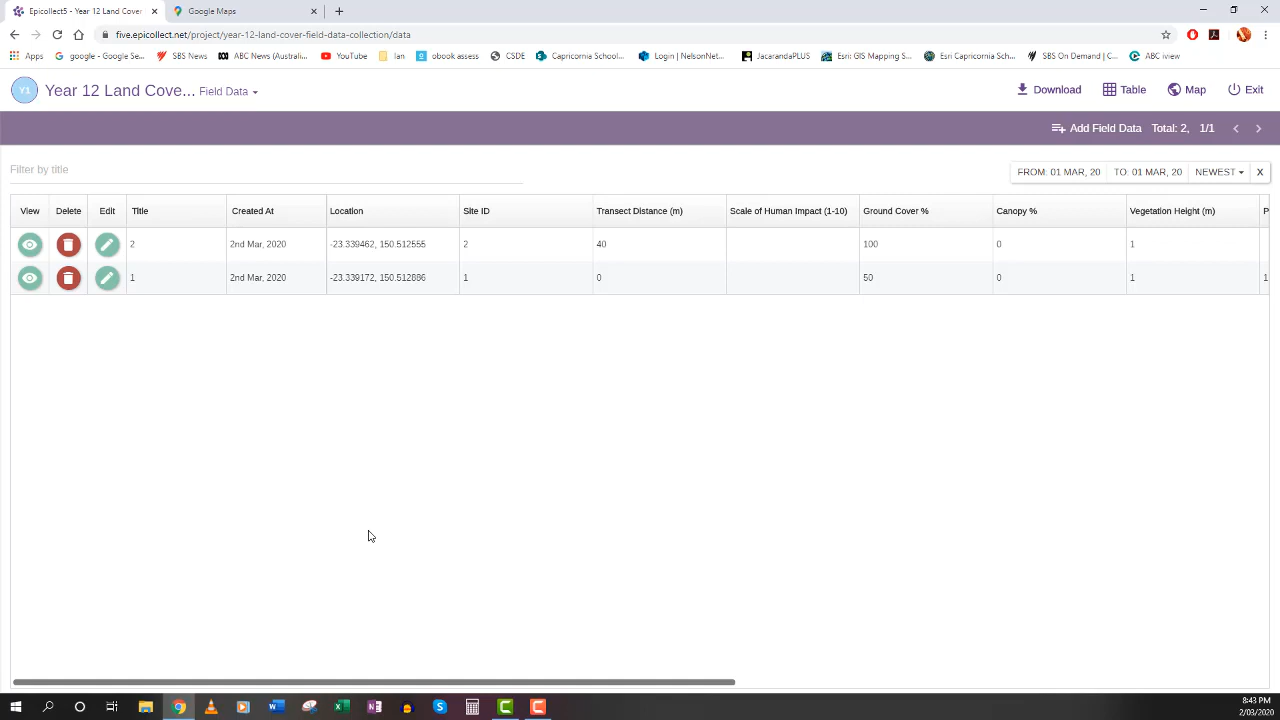 Epicollect5 - Year 12 Land Cover
Google Maps
five.epicollect.net/project/year-12-land-cover-field-data-collection/data
Apps
google - Google Se...
SBS News
ABC News (Australi...
YouTube
Ian
obook assess
CSDE
Capricornia School...
Login | NelsonNet...
JacarandaPLUS
Esri: GIS Mapping S...
Esri Capricornia Sch...
SBS On Demand | C...
ABC iview
Y1 Year 12 Land Cove... Field Data
Download Table Map Exit
Add Field Data Total: 2, 1/1
Filter by title
FROM: 01 MAR, 20 TO: 01 MAR, 20 NEWEST X
View Delete Edit Title Created At Location Site ID Transect Distance (m) Scale of Human Impact (1-10) Ground Cover % Canopy % Vegetation Height (m) P
2 2nd Mar, 2020 -23.339462, 150.512555 2 40 100 0 1
1 2nd Mar, 2020 -23.339172, 150.512886 1 0 50 0 1 1
8:43 PM
2/03/2020